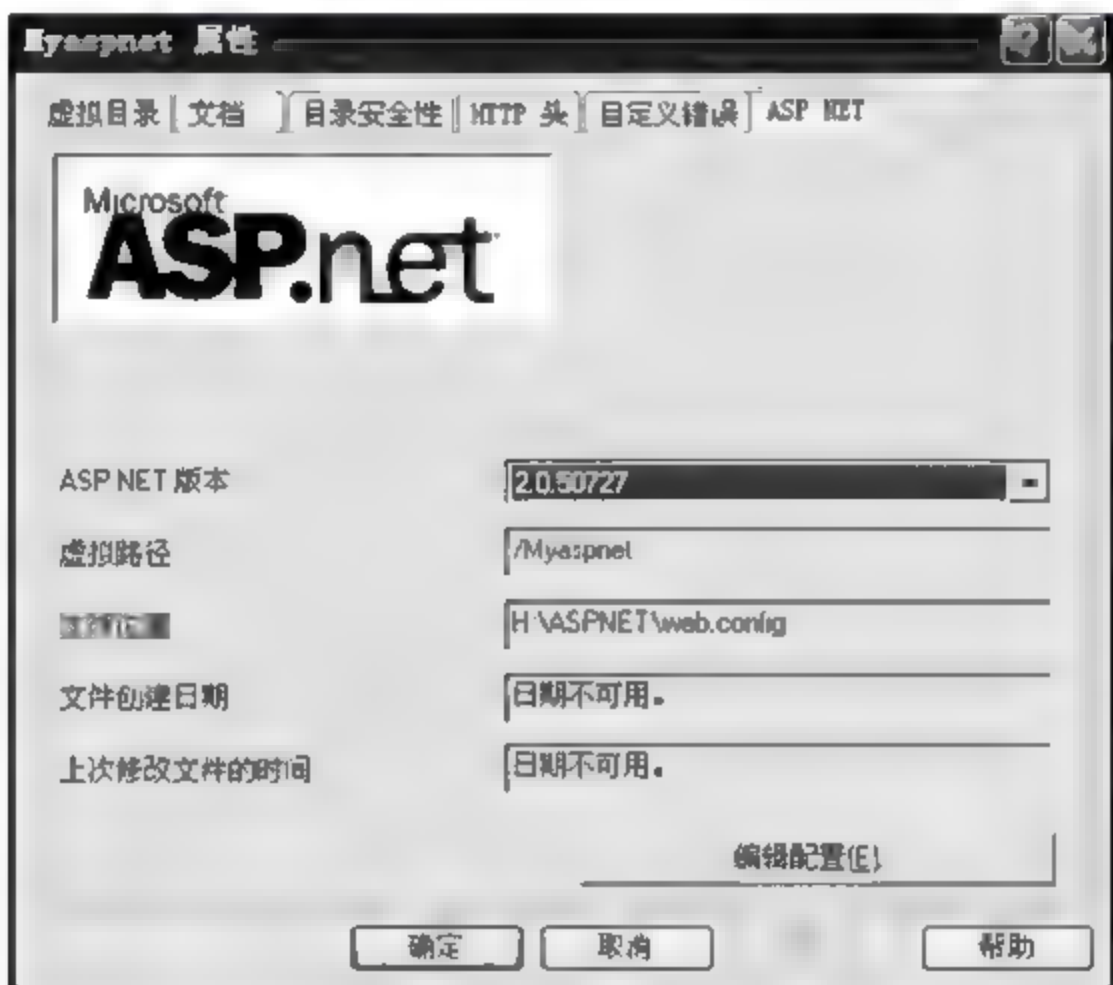 Myaspnet 属性
虚拟目录 文档 目录安全性 HTTP 头 自定义错误 ASP NET
Microsoft
ASP.net
ASP NET 版本 2.0.50727
虚拟路径 /Myaspnet
H:\ASPNET\web.config
文件创建日期 日期不可用。
上次修改文件的时间 日期不可用。
编辑配置(E)
确定 取消 帮助